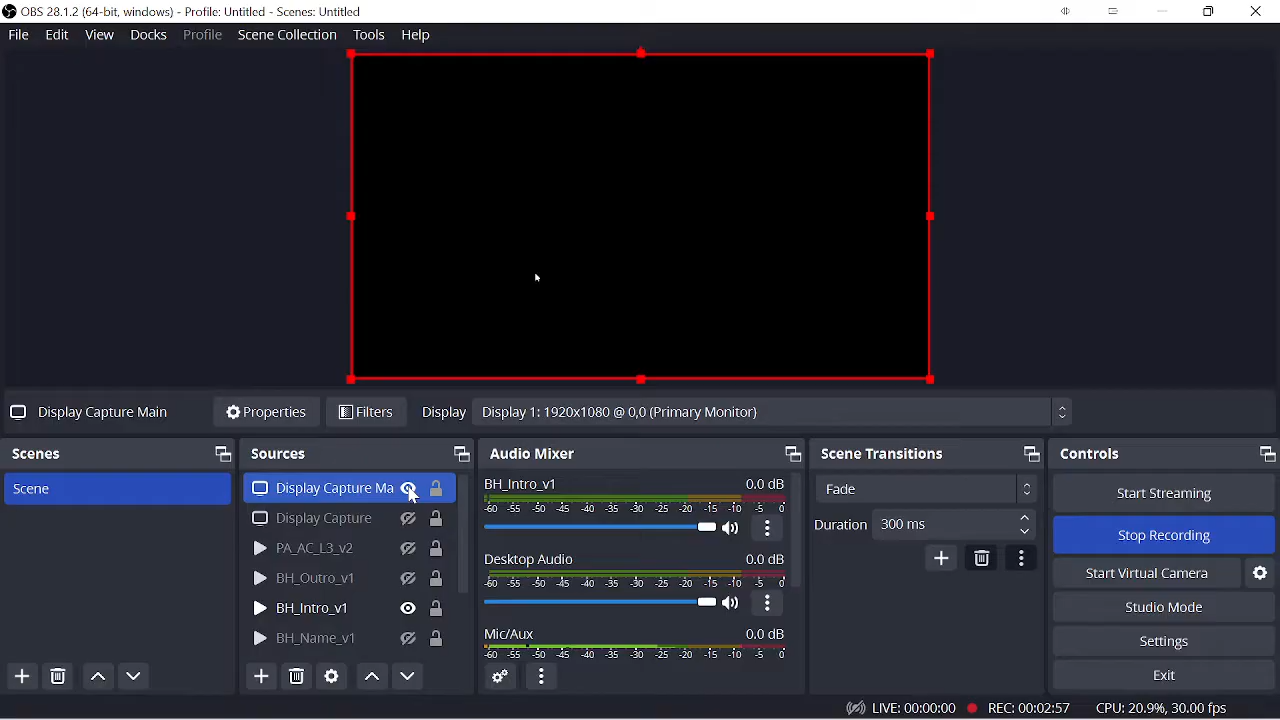 OBS 28.1.2 (64-bit, windows) - Profile: Untitled - Scenes: Untitled
File Edit View Docks Profile Scene Collection Tools Help
Display Capture Main Properties Filters Display Display 1: 1920x1080 @ 0,0 (Primary Monitor)
Scenes
Scene
Sources
Display Capture Ma
Display Capture
PA_AC_L3_v2
BH_Outro_v1
BH_Intro_v1
BH_Name_v1
Audio Mixer
BH_Intro_v1 0.0 dB
-60 -55 -50 -45 -40 -35 -30 -25 -20 -15 -10 -5 0
Desktop Audio 0.0 dB
-60 -55 -50 -45 -40 -35 -30 -25 -20 -15 -10 -5 0
Mic/Aux 0.0 dB
-60 -55 -50 -45 -40 -35 -30 -25 -20 -15 -10 -5 0
Scene Transitions
Fade
Duration 300 ms
Controls
Start Streaming
Stop Recording
Start Virtual Camera
Studio Mode
Settings
Exit
LIVE: 00:00:00 REC: 00:02:57 CPU: 20.9%, 30.00 fps